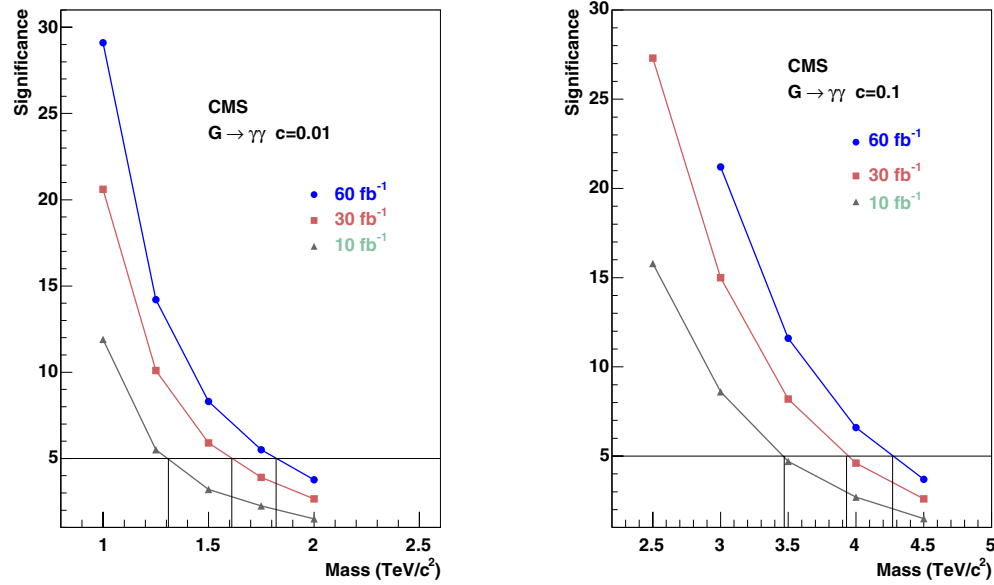 Significance
30
25
20
15
10
5
CMS
G → γγ c=0.01
60 fb⁻¹
30 fb⁻¹
10 fb⁻¹
1
1.5
2
2.5
Mass (TeV/c²)
Significance
30
25
20
15
10
5
CMS
G → γγ c=0.1
60 fb⁻¹
30 fb⁻¹
10 fb⁻¹
2.5
3
3.5
4
4.5
5
Mass (TeV/c²)